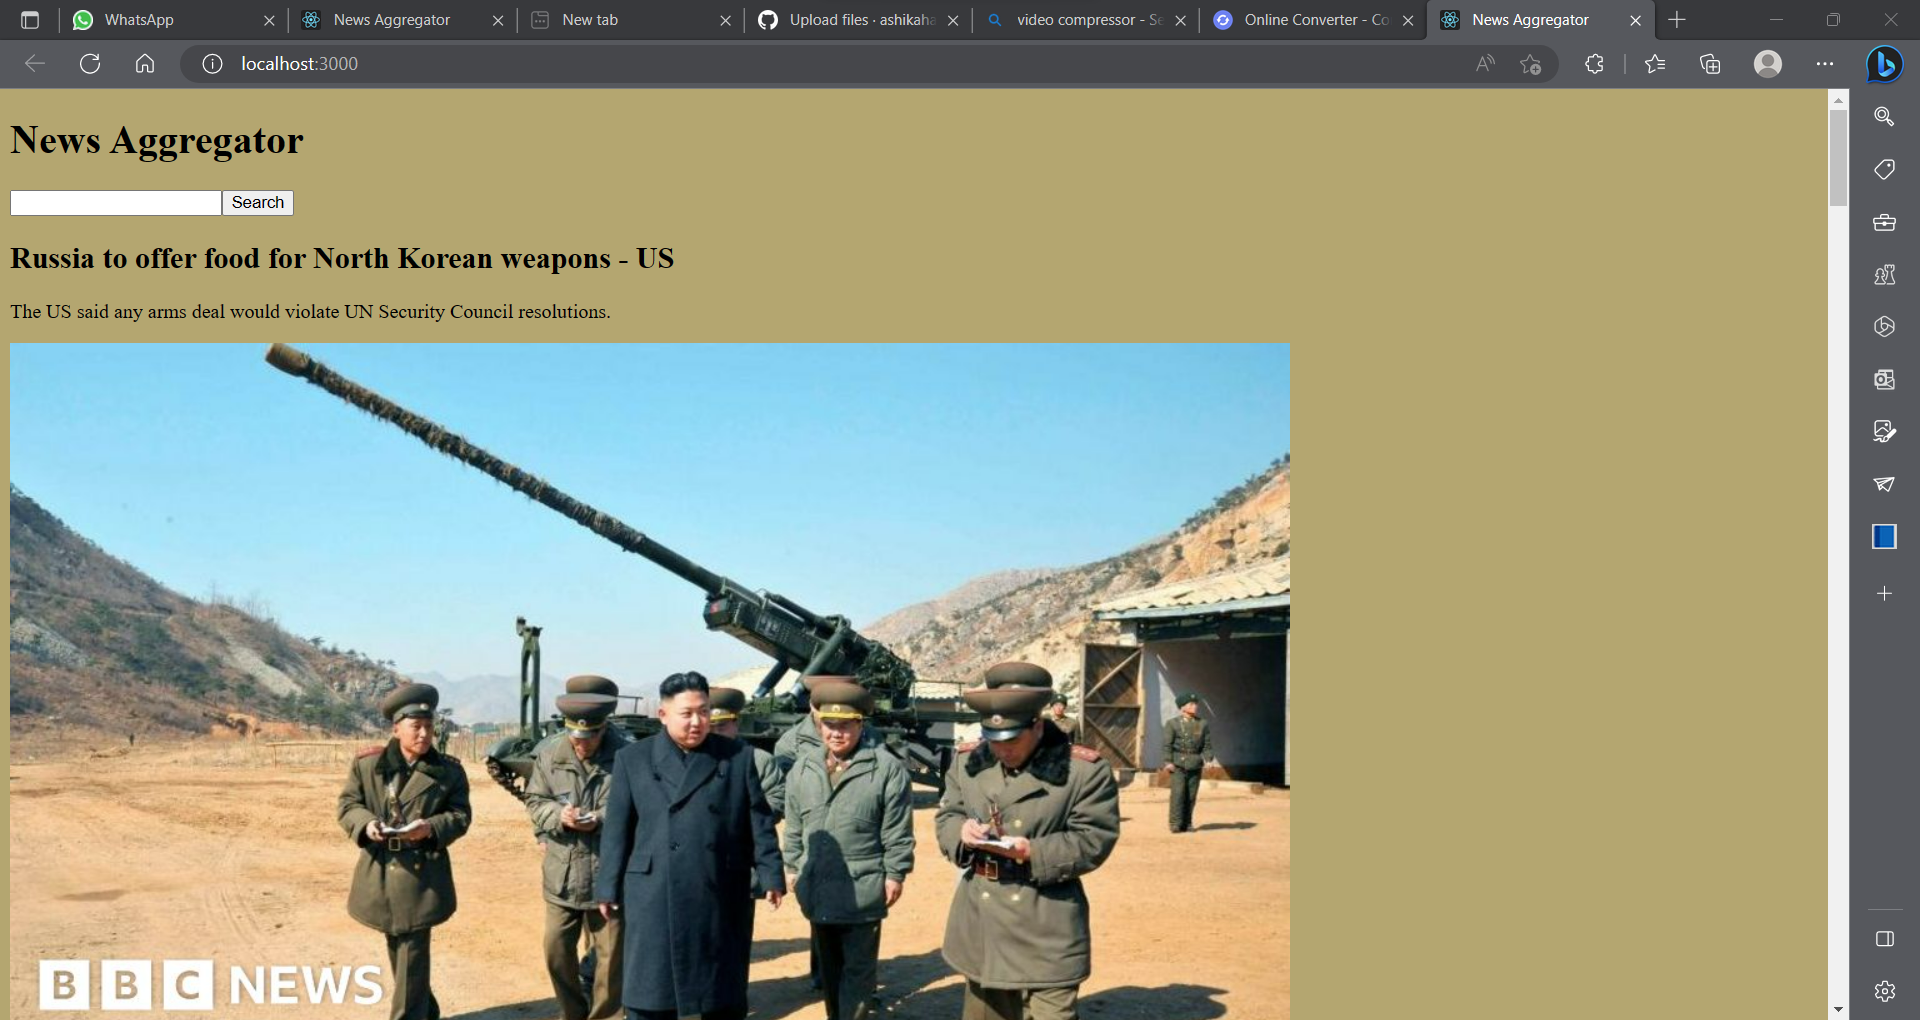 WhatsApp
News Aggregator
New tab
Upload files · ashikaha
video compressor - Se
Online Converter - Co
News Aggregator
localhost:3000
News Aggregator
Search
Russia to offer food for North Korean weapons - US
The US said any arms deal would violate UN Security Council resolutions.
BBC NEWS